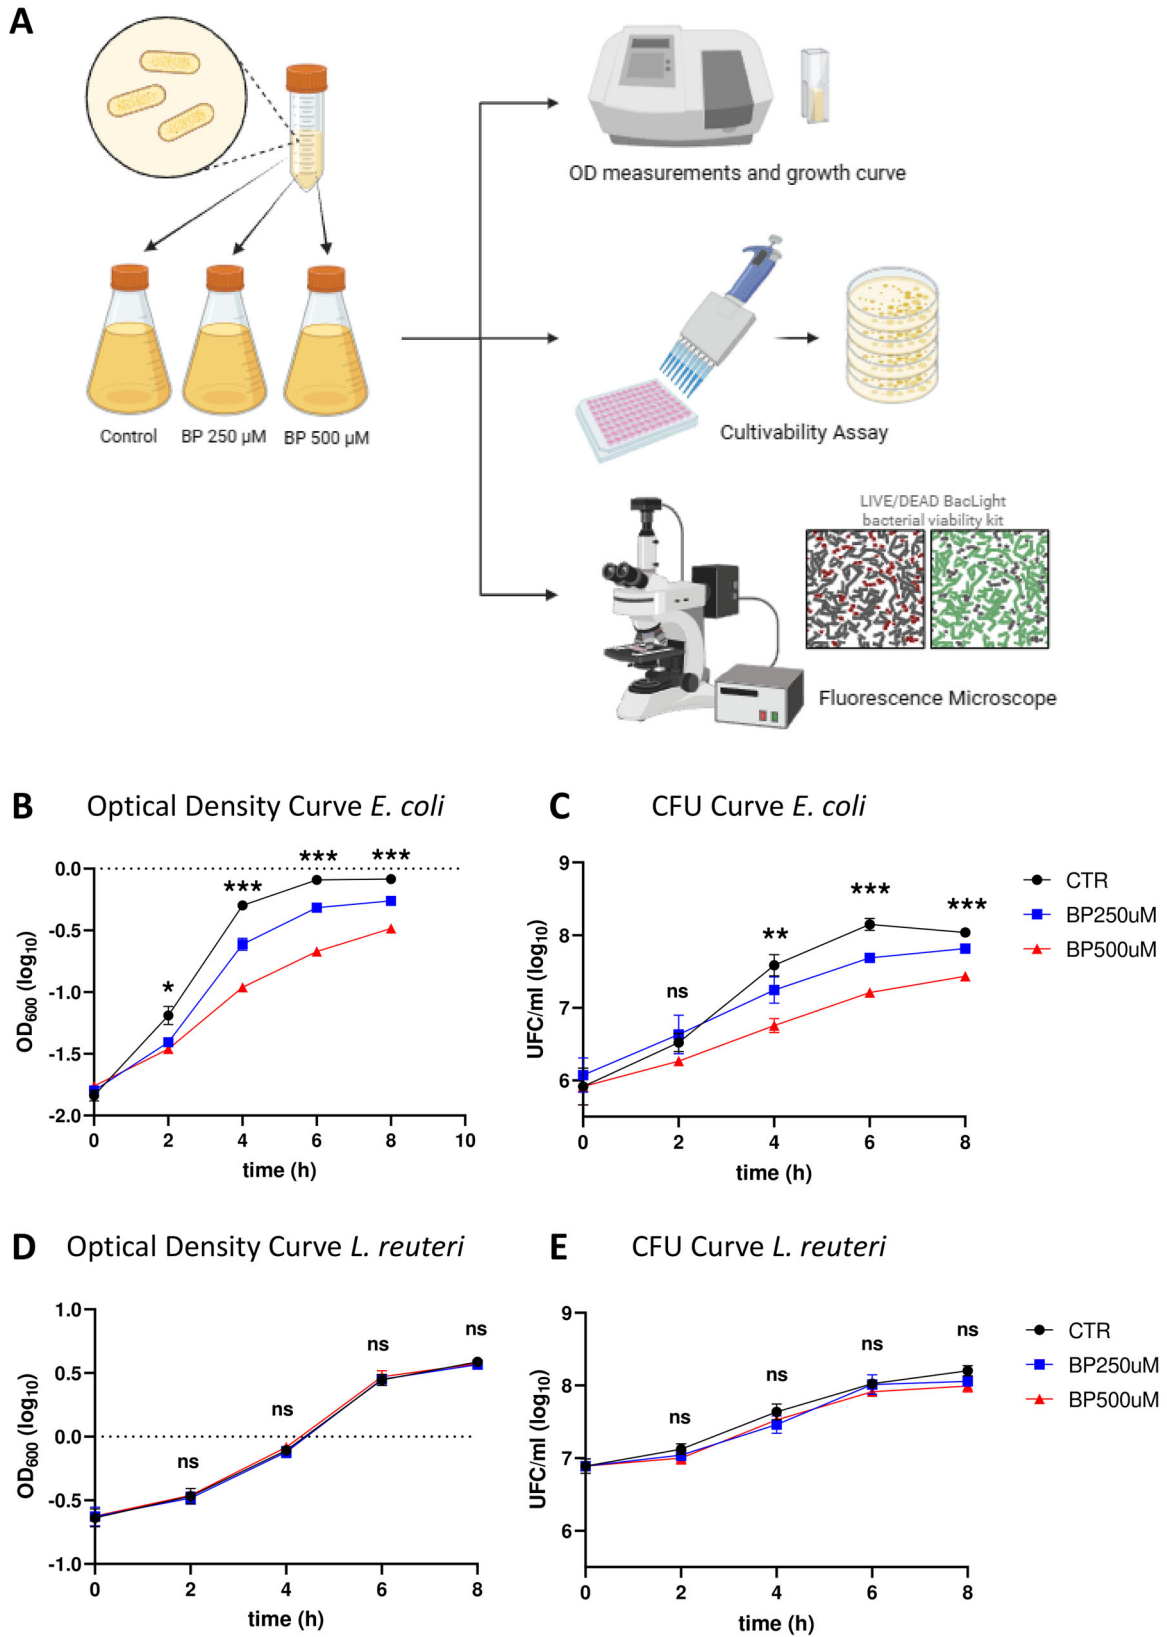 A
OD measurements and growth curve
Control
BP 250 µM
BP 500 µM
Cultivability Assay
LIVE/DEAD BacLight
bacterial viability kit
Fluorescence Microscope
B
Optical Density Curve E. coli
OD600 (log10)
0.0
-0.5
-1.0
-1.5
-2.0
*
***
***
***
0
2
4
6
8
10
time (h)
C
CFU Curve E. coli
UFC/ml (log10)
9
8
7
6
ns
**
***
***
0
2
4
6
8
time (h)
CTR
BP250uM
BP500uM
D
Optical Density Curve L. reuteri
OD600 (log10)
1.0
0.5
0.0
-0.5
-1.0
ns
ns
ns
ns
0
2
4
6
8
time (h)
E
CFU Curve L. reuteri
UFC/ml (log10)
9
8
7
6
ns
ns
ns
ns
0
2
4
6
8
time (h)
CTR
BP250uM
BP500uM